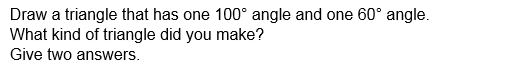 Draw a triangle that has one 100° angle and one 60° angle.
What kind of triangle did you make?
Give two answers.